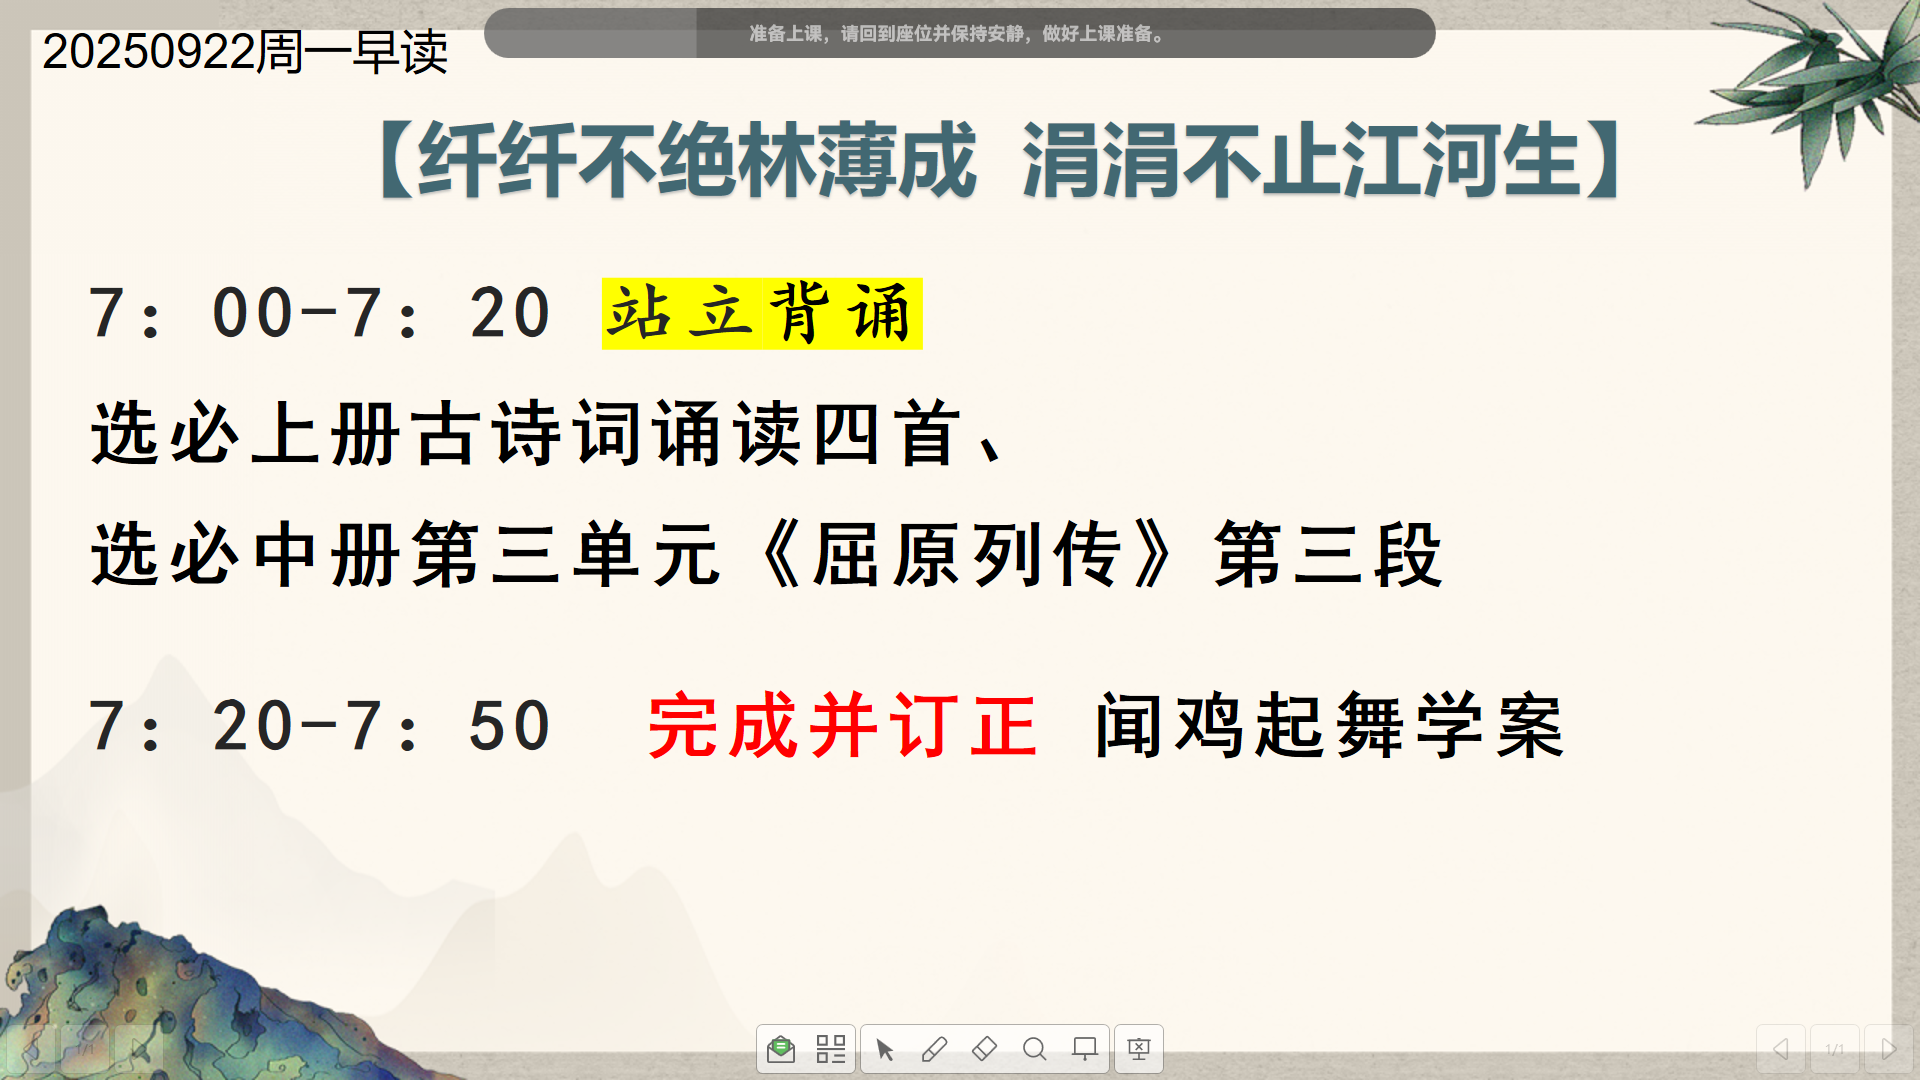 准备上课，请回到座位并保持安静，做好上课准备。
20250922周一早读
【纤纤不绝林薄成 涓涓不止江河生】
7：00-7：20 站立背诵
选必上册古诗词诵读四首、
选必中册第三单元《屈原列传》第三段
7：20-7：50 完成并订正 闻鸡起舞学案
1/1